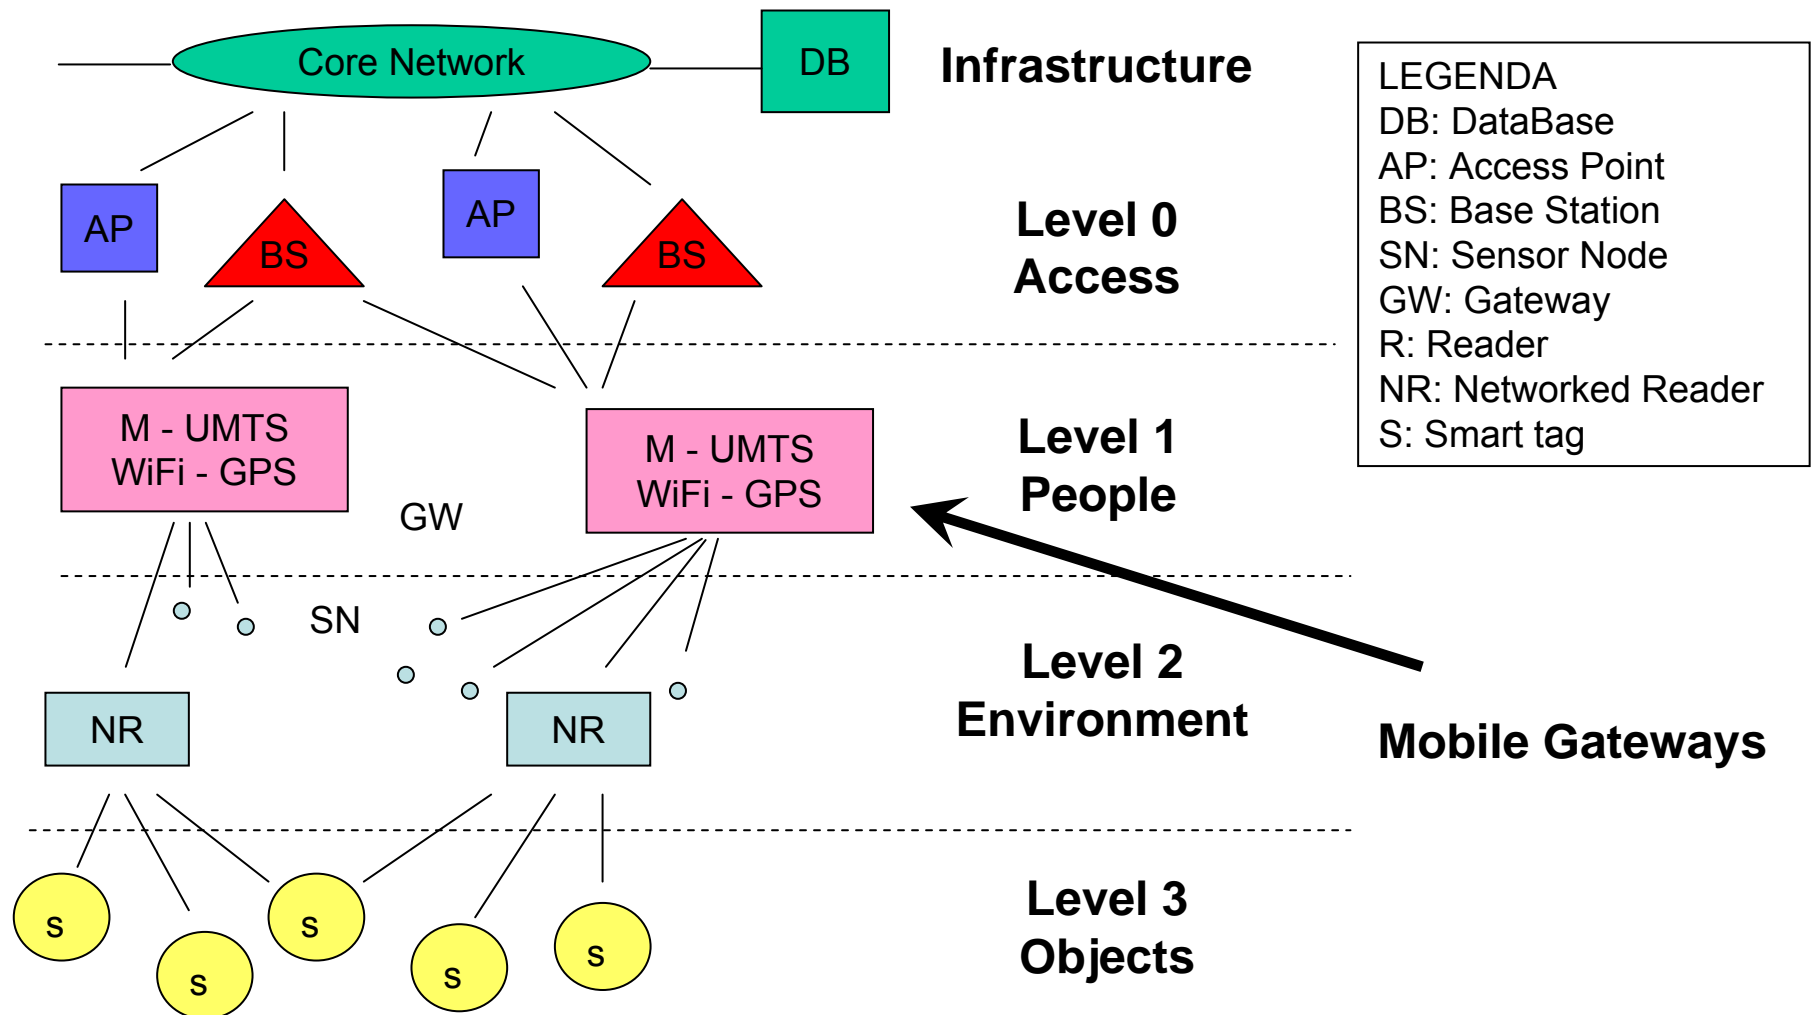 Core Network
DB
Infrastructure
LEGENDA
DB: DataBase
AP: Access Point
BS: Base Station
SN: Sensor Node
GW: Gateway
R: Reader
NR: Networked Reader
S: Smart tag
AP
BS
AP
BS
Level 0
Access
M - UMTS
WiFi - GPS
GW
M - UMTS
WiFi - GPS
Level 1
People
SN
NR
NR
Level 2
Environment
Mobile Gateways
s
s
s
s
s
Level 3
Objects